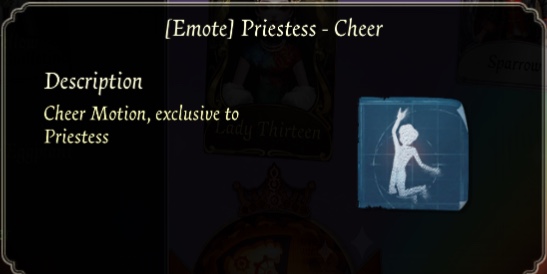 [Emote] Priestess - Cheer
Description
Cheer Motion, exclusive to
Priestess
Lady Thirteen
Sparrow